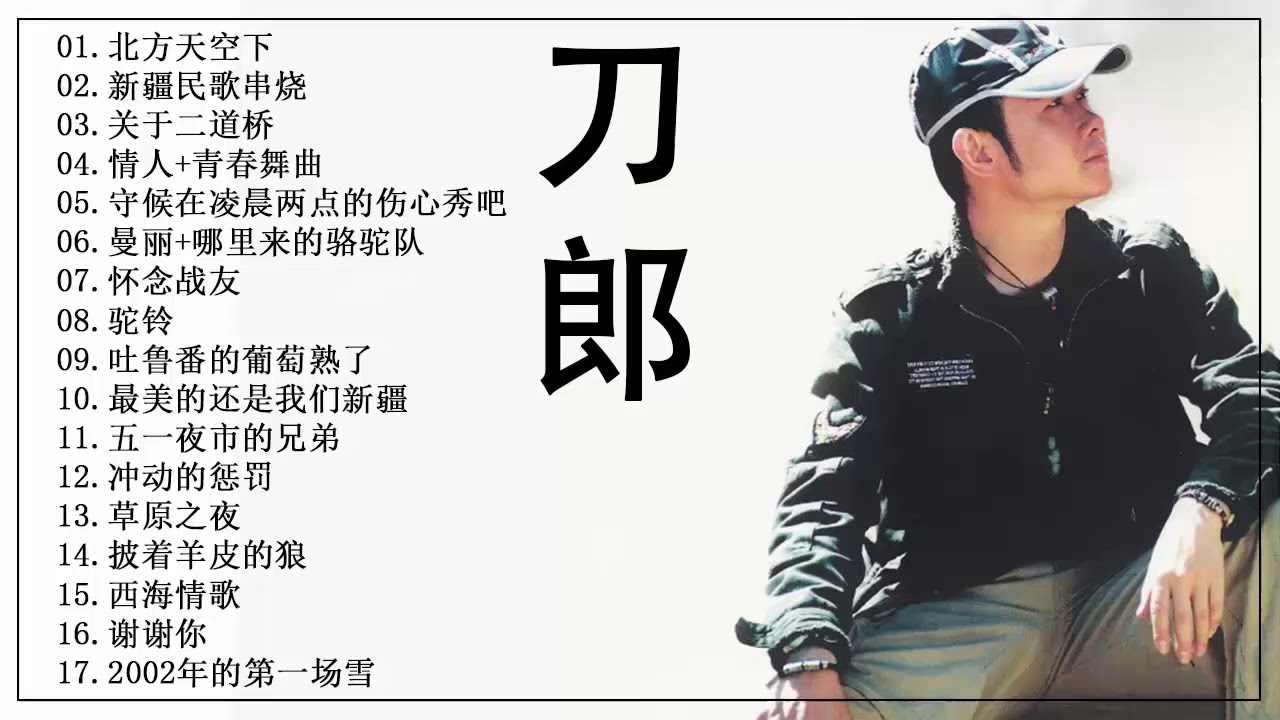 01.北方天空下
02.新疆民歌串烧
03.关于二道桥
04.情人+青春舞曲
05.守候在凌晨两点的伤心秀吧
06.曼丽+哪里来的骆驼队
07.怀念战友
08.驼铃
09.吐鲁番的葡萄熟了
10.最美的还是我们新疆
11.五一夜市的兄弟
12.冲动的惩罚
13.草原之夜
14.披着羊皮的狼
15.西海情歌
16.谢谢你
17.2002年的第一场雪
刀
郎